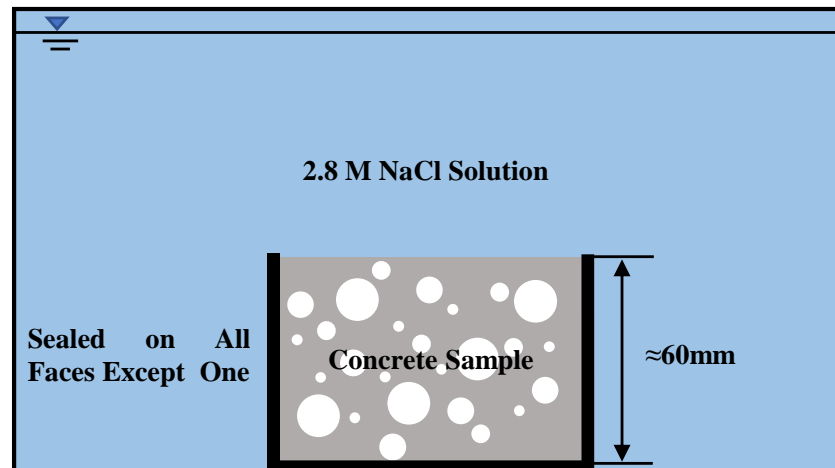 2.8 M NaCl Solution
Sealed on All
Faces Except One
Concrete Sample
≈60mm